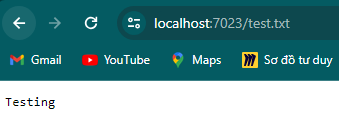 localhost:7023/test.txt
Gmail YouTube Maps Sơ đồ tư duy
Testing